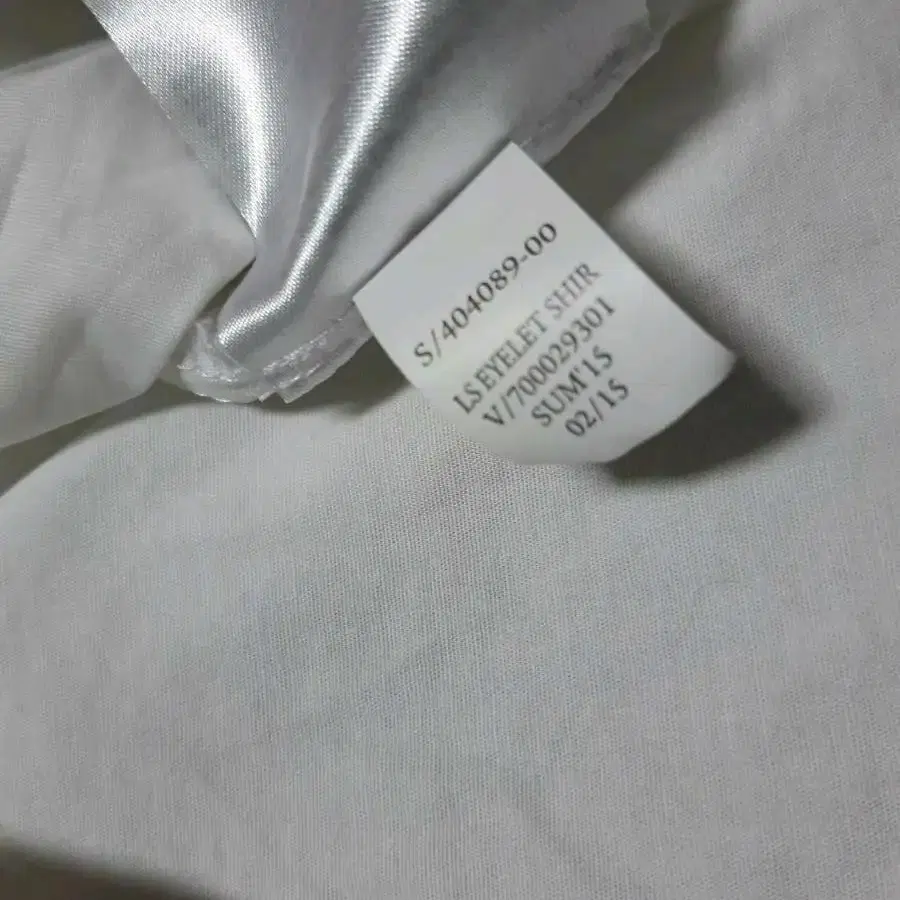 S/404089-00
LS EYELET SHIR
V/700029301
SUM'15
02/15